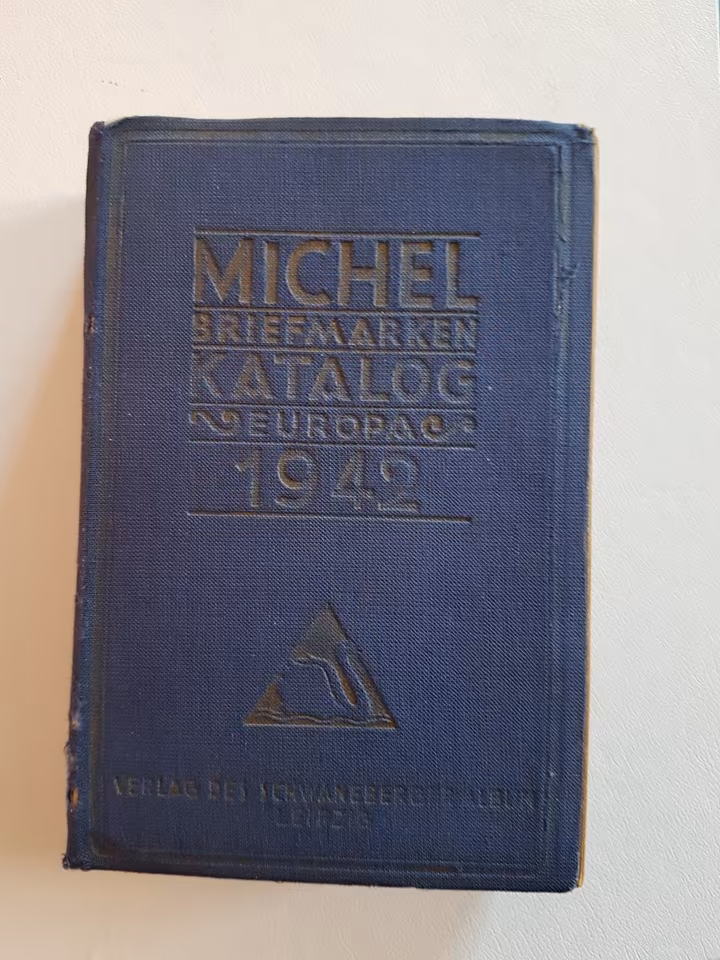 MICHEL
BRIEFMARKEN
KATALOG
EUROPA
1942
VERLAG DES SCHWANEBERGER ALBUM
LEIPZIG